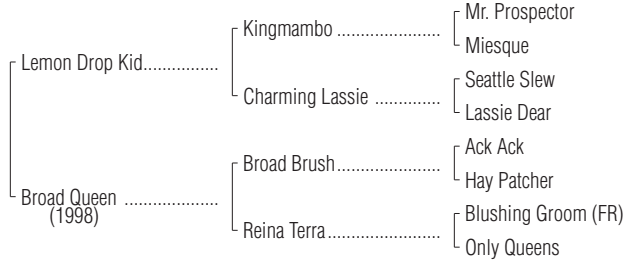 Mr. Prospector
Kingmambo ..................
Miesque
Lemon Drop Kid................
Seattle Slew
Charming Lassie ................
Lassie Dear
Ack Ack
Broad Brush..................
Hay Patcher
Broad Queen ...................
(1998)
Blushing Groom (FR)
Reina Terra.....................
Only Queens